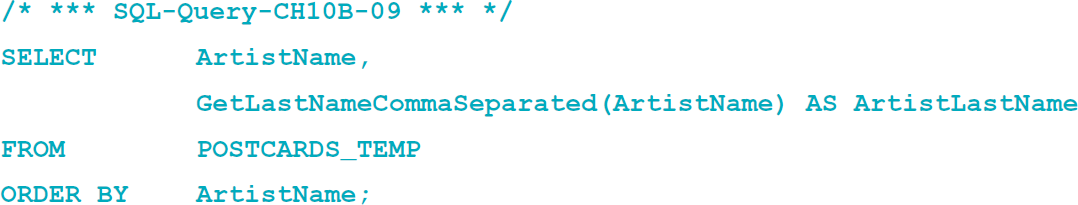 /* *** SQL-Query-CH10B-09 *** */
SELECT ArtistName,
GetLastNameCommaSeparated(ArtistName) AS ArtistLastName
FROM POSTCARDS_TEMP
ORDER BY ArtistName;